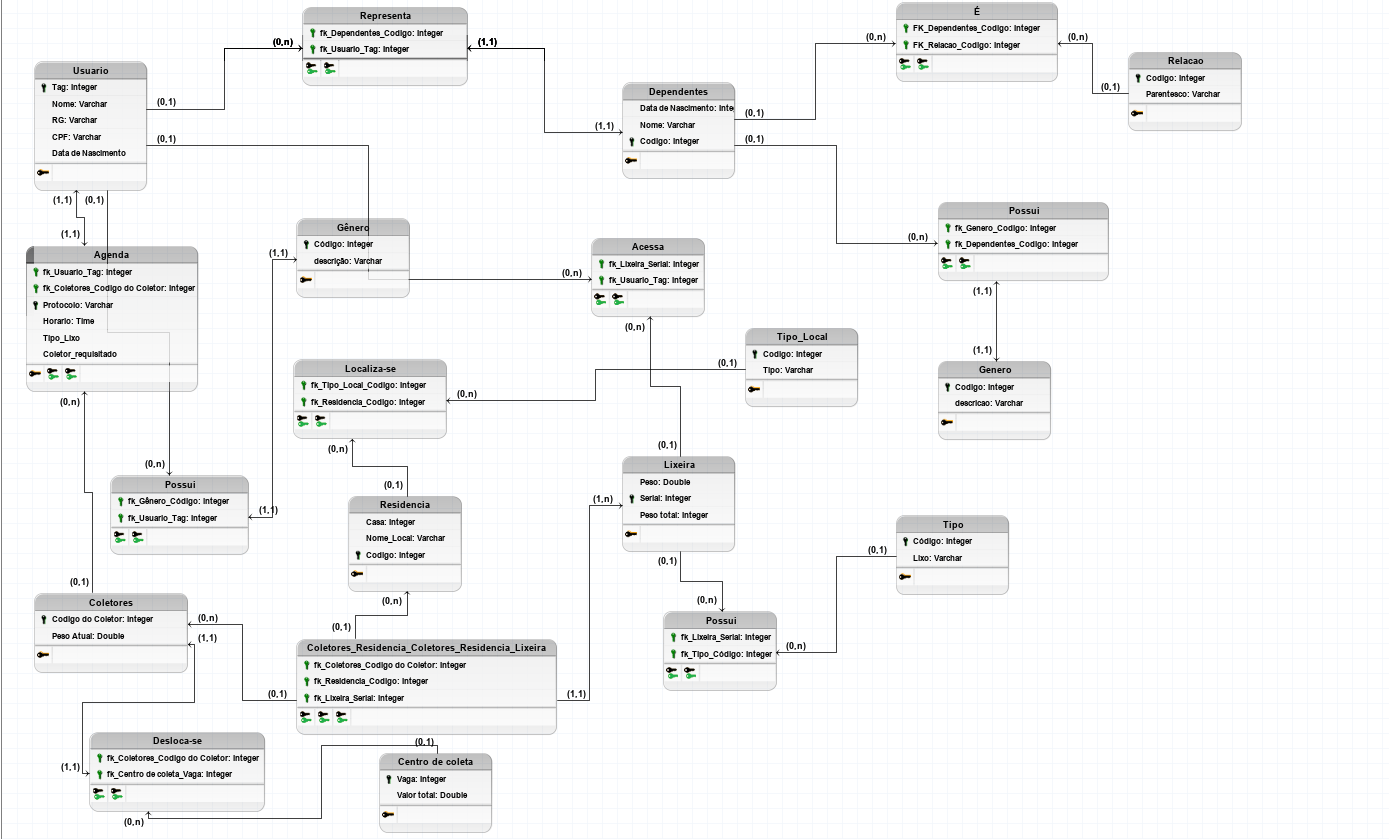 Representa
fk_Dependentes_Codigo: Integer
fk_Usuario_Tag: Integer
(0,n)
(1,1)
É
FK_Dependentes_Codigo: Integer
FK_Relacao_Codigo: Integer
(0,n)
(0,n)
Relacao
Codigo: Integer
Parentesco: Varchar
(0,1)
Usuario
Tag: Integer
Nome: Varchar
RG: Varchar
CPF: Varchar
Data de Nascimento
(0,1)
(0,1)
(1,1)
(0,1)
(1,1)
Dependentes
Data de Nascimento: Inte
Nome: Varchar
Codigo: Integer
(1,1)
(0,1)
(0,1)
Possui
fk_Genero_Codigo: Integer
fk_Dependentes_Codigo: Integer
(0,n)
(1,1)
(1,1)
Gênero
Código: Integer
descrição: Varchar
(1,1)
Acessa
fk_Lixeira_Serial: Integer
fk_Usuario_Tag: Integer
(0,n)
(0,n)
Agenda
fk_Usuario_Tag: Integer
fk_Coletores_Codigo do Coletor: Integer
Protocolo: Varchar
Horario: Time
Tipo_Lixo
Coletor_requisitado
(0,n)
Tipo_Local
Codigo: Integer
Tipo: Varchar
(0,1)
Localiza-se
fk_Tipo_Local_Codigo: Integer
fk_Residencia_Codigo: Integer
(0,n)
(0,n)
Genero
Codigo: Integer
descricao: Varchar
(0,n)
Possui
fk_Gênero_Código: Integer
fk_Usuario_Tag: Integer
(1,1)
(0,1)
Residencia
Casa: Integer
Nome_Local: Varchar
Codigo: Integer
(0,n)
(0,1)
Lixeira
Peso: Double
Serial: Integer
Peso total: Integer
(1,n)
(0,1)
Tipo
Código: Integer
Lixo: Varchar
(0,1)
(0,n)
Possui
fk_Lixeira_Serial: Integer
fk_Tipo_Código: Integer
(0,n)
(0,1)
Coletores
Codigo do Coletor: Integer
Peso Atual: Double
(0,n)
(1,1)
(0,1)
Coletores_Residencia_Coletores_Residencia_Lixeira
fk_Coletores_Codigo do Coletor: Integer
fk_Residencia_Codigo: Integer
fk_Lixeira_Serial: Integer
(0,1)
(1,1)
Desloca-se
fk_Coletores_Codigo do Coletor: Integer
fk_Centro de coleta_Vaga: Integer
(1,1)
(0,n)
(0,1)
Centro de coleta
Vaga: Integer
Valor total: Double